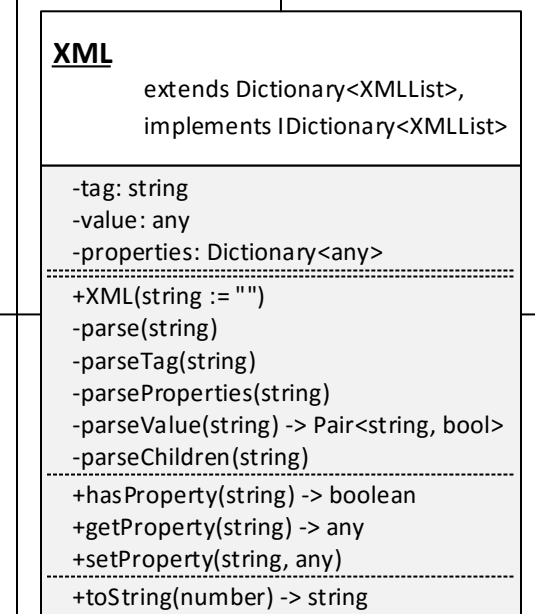 XML
extends Dictionary<XMLList>,
implements IDictionary<XMLList>
-tag: string
-value: any
-properties: Dictionary<any>
+XML(string := "")
-parse(string)
-parseTag(string)
-parseProperties(string)
-parseValue(string) -> Pair<string, bool>
-parseChildren(string)
+hasProperty(string) -> boolean
+getProperty(string) -> any
+setProperty(string, any)
+toString(number) -> string